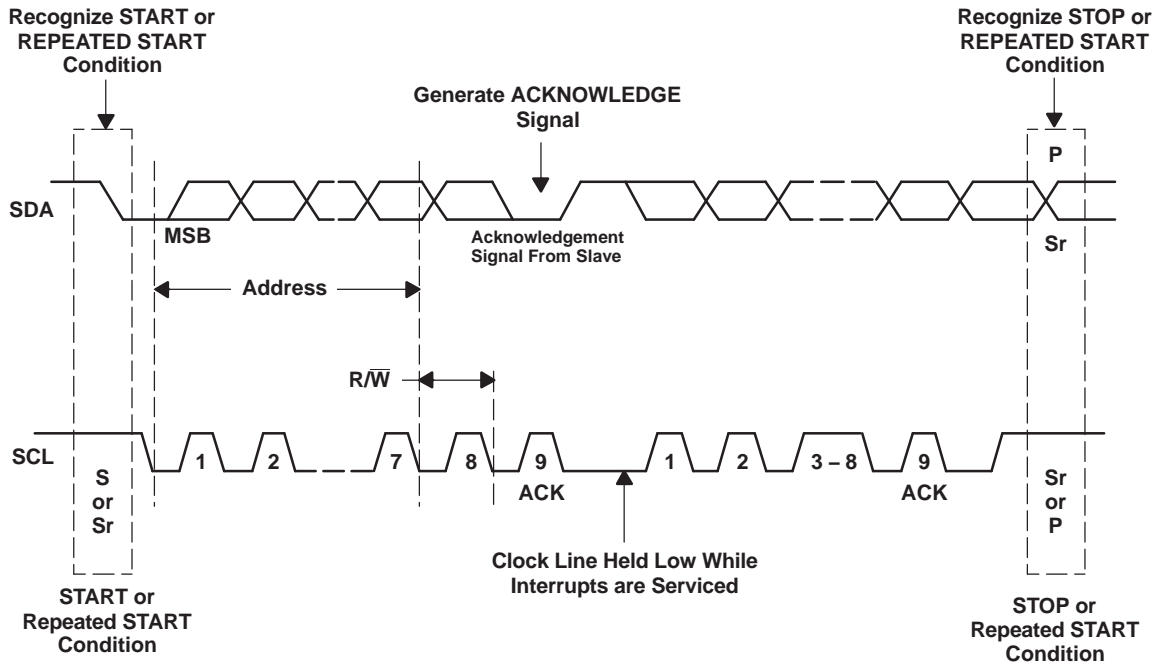 Recognize START or
REPEATED START
Condition
Recognize STOP or
REPEATED START
Condition
Generate ACKNOWLEDGE
Signal
P
SDA
MSB
Acknowledgement
Signal From Slave
Sr
Address
R/W̅
SCL
1
2
7
8
9
1
2
3 – 8
9
ACK
ACK
S
or
Sr
Sr
or
P
Clock Line Held Low While
Interrupts are Serviced
START or
Repeated START
Condition
STOP or
Repeated START
Condition